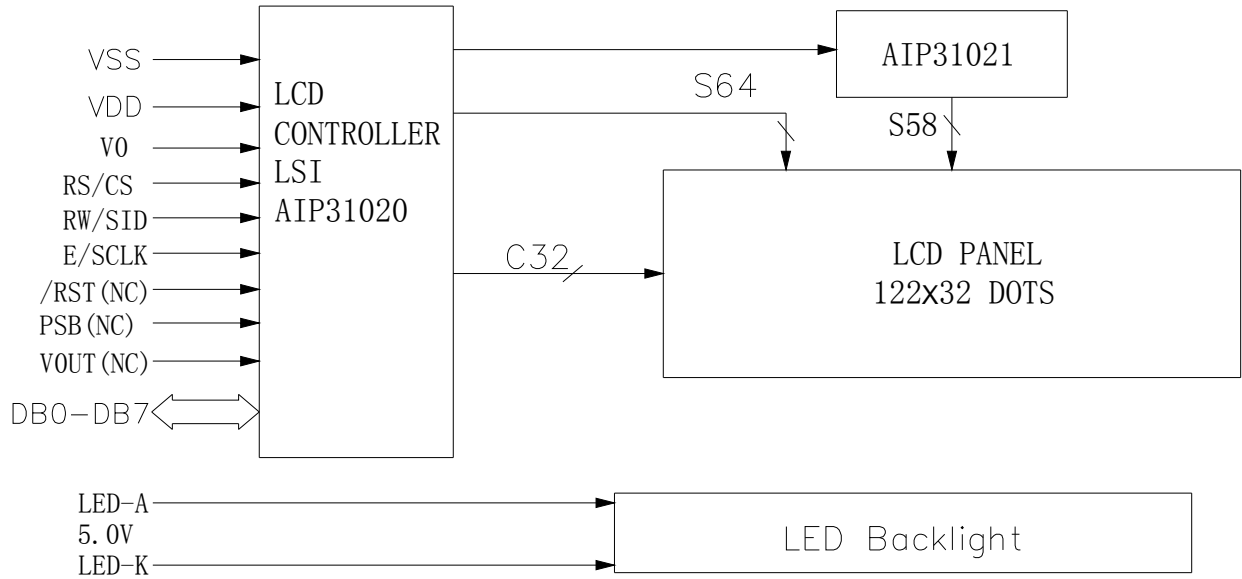 VSS
VDD
V0
RS/CS
RW/SID
E/SCLK
/RST(NC)
PSB(NC)
VOUT(NC)
DB0-DB7
LCD
CONTROLLER
LSI
AIP31020
S64
C32
AIP31021
S58
LCD PANEL
122x32 DOTS
LED-A
5.0V
LED-K
LED Backlight